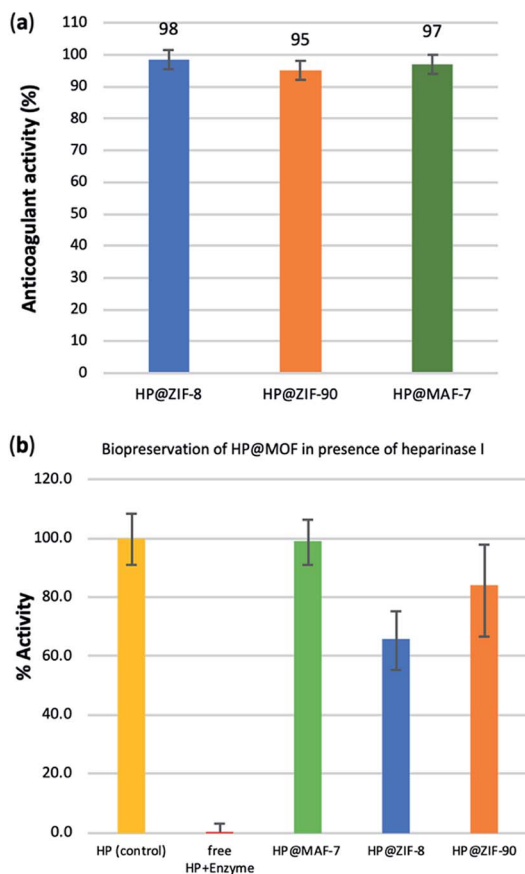 (a)
Anticoagulant activity (%)
110
100
90
80
70
60
50
40
30
20
10
0
98
95
97
HP@ZIF-8
HP@ZIF-90
HP@MAF-7
(b)
Biopreservation of HP@MOF in presence of heparinase I
% Activity
120.0
100.0
80.0
60.0
40.0
20.0
0.0
HP (control)
free
HP+Enzyme
HP@MAF-7
HP@ZIF-8
HP@ZIF-90